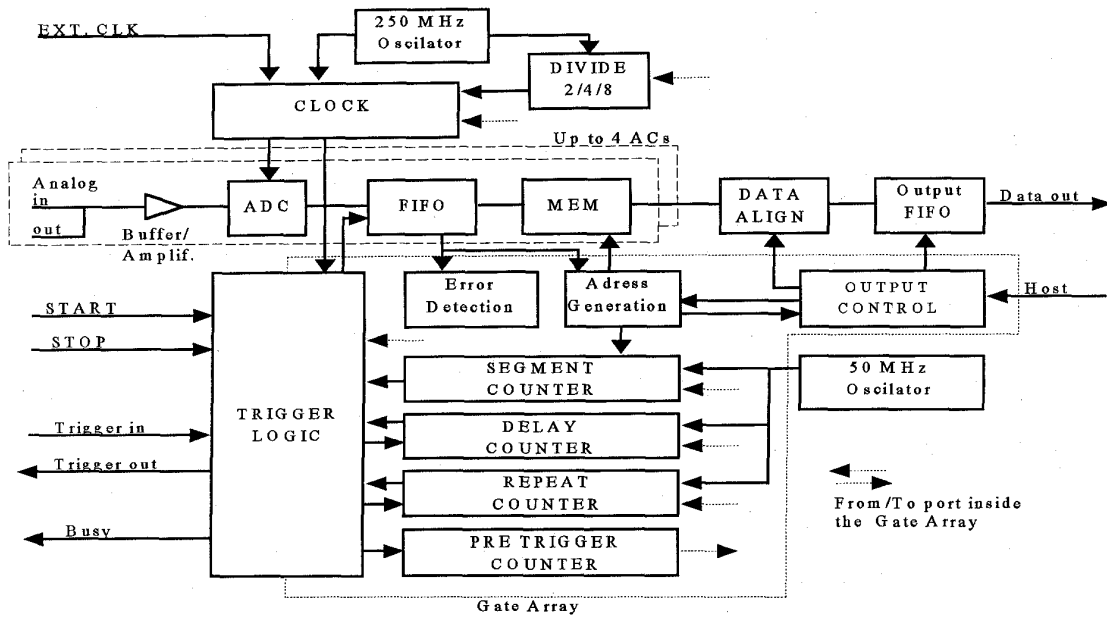 EXT. CLK
250 MHz
Oscilator
DIVIDE
2/4/8
CLOCK
Up to 4 ACs
Analog
in
out
Buffer/
Amplif.
ADC
FIFO
MEM
DATA
ALIGN
Output
FIFO
Data out
Error
Detection
Adress
Generation
OUTPUT
CONTROL
Host
START
STOP
Trigger in
Trigger out
Busy
TRIGGER
LOGIC
SEGMENT
COUNTER
DELAY
COUNTER
REPEAT
COUNTER
PRE TRIGGER
COUNTER
50 MHz
Oscilator
From/To port inside
the Gate Array
Gate Array